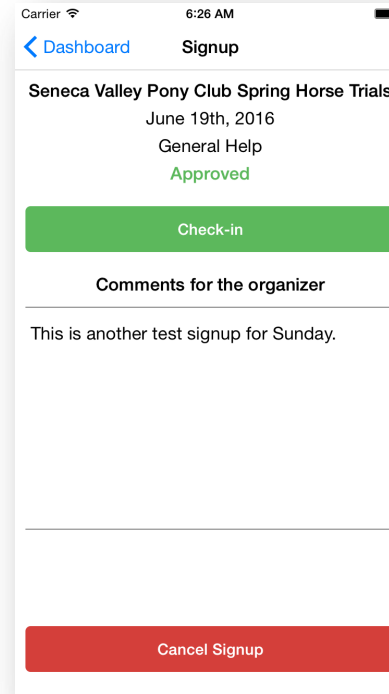 Carrier 6:26 AM
Dashboard Signup
Seneca Valley Pony Club Spring Horse Trials
June 19th, 2016
General Help
Approved
Check-in
Comments for the organizer
This is another test signup for Sunday.
Cancel Signup